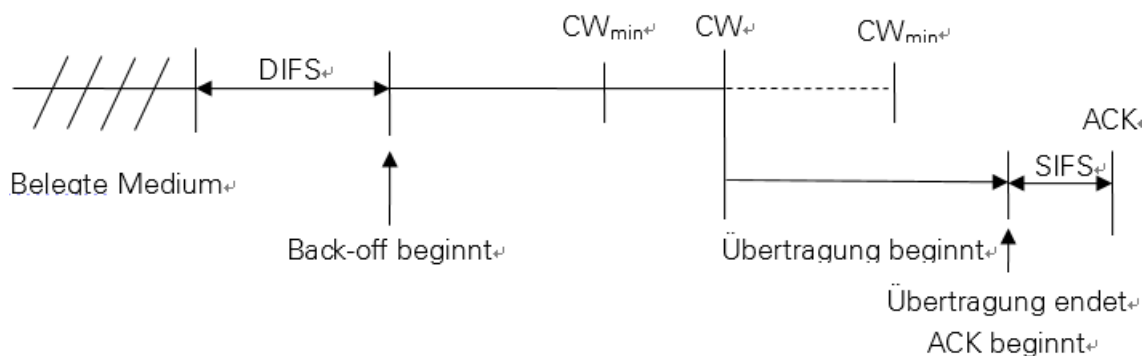 CWmin
CW
CWmin
DIFS
ACK
SIFS
Belegte Medium
Back-off beginnt
Übertragung beginnt
Übertragung endet
ACK beginnt